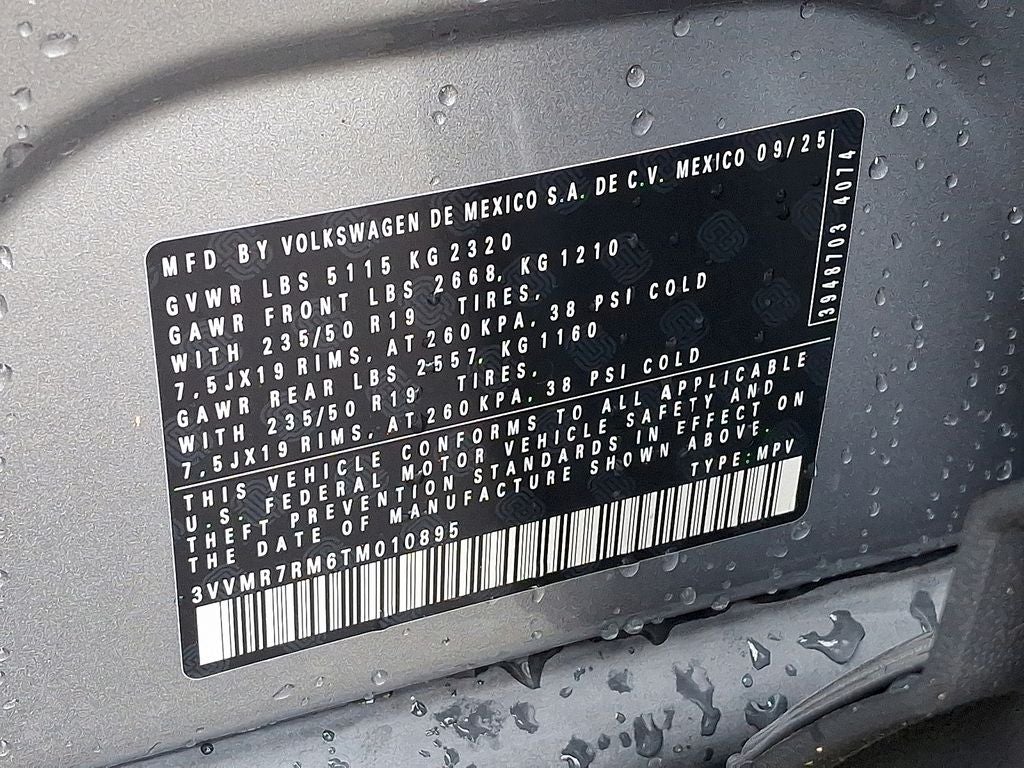 MFD BY VOLKSWAGEN DE MEXICO S.A. DE C.V. MEXICO 09/25
GVWR LBS 5115 KG 2320
GAWR FRONT LBS 2668, KG 1210
WITH 235/50 R19 TIRES,
7,5JX19 RIMS, AT 260 KPA, 38 PSI COLD
GAWR REAR LBS 2557, KG 1160
WITH 235/50 R19 TIRES,
7,5JX19 RIMS, AT 260 KPA, 38 PSI COLD
THIS VEHICLE CONFORMS TO ALL APPLICABLE
U.S. FEDERAL MOTOR VEHICLE SAFETY AND
THEFT PREVENTION STANDARDS IN EFFECT ON
THE DATE OF MANUFACTURE SHOWN ABOVE.
3VVMR7RM6TM010895 TYPE:MPV
3948703 4074